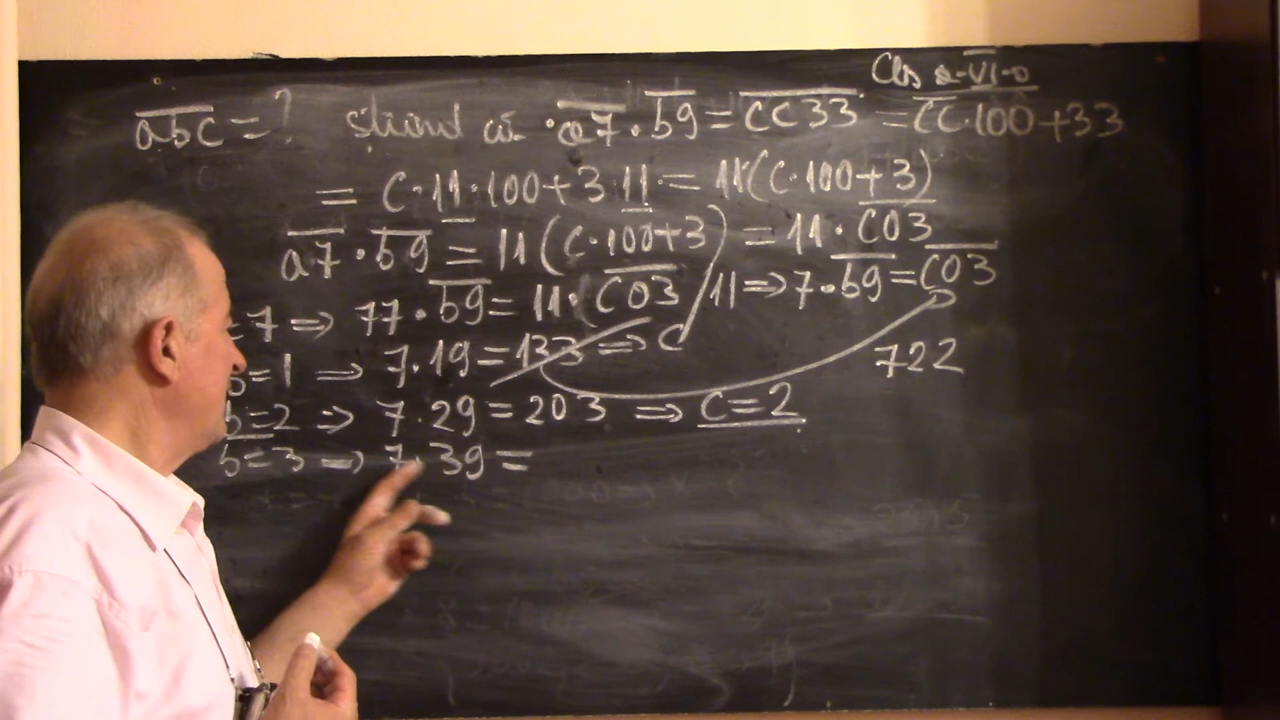 Cls a-VI-a
abc = ? știind că a7 · b9 = CC33 = CC·100+33
= C·11·100+3·11 = 11(C·100+3)
a7 · b9 = 11(C·100+3) = 11·C03
=7 ⇒ 77·b9 = 11·C03 11 ⇒ 7·b9 = C03
b=1 ⇒ 7·19 = 133 ⇒ C
722
b=2 ⇒ 7·29 = 203 ⇒ C=2
b=3 ⇒ 7·39 =